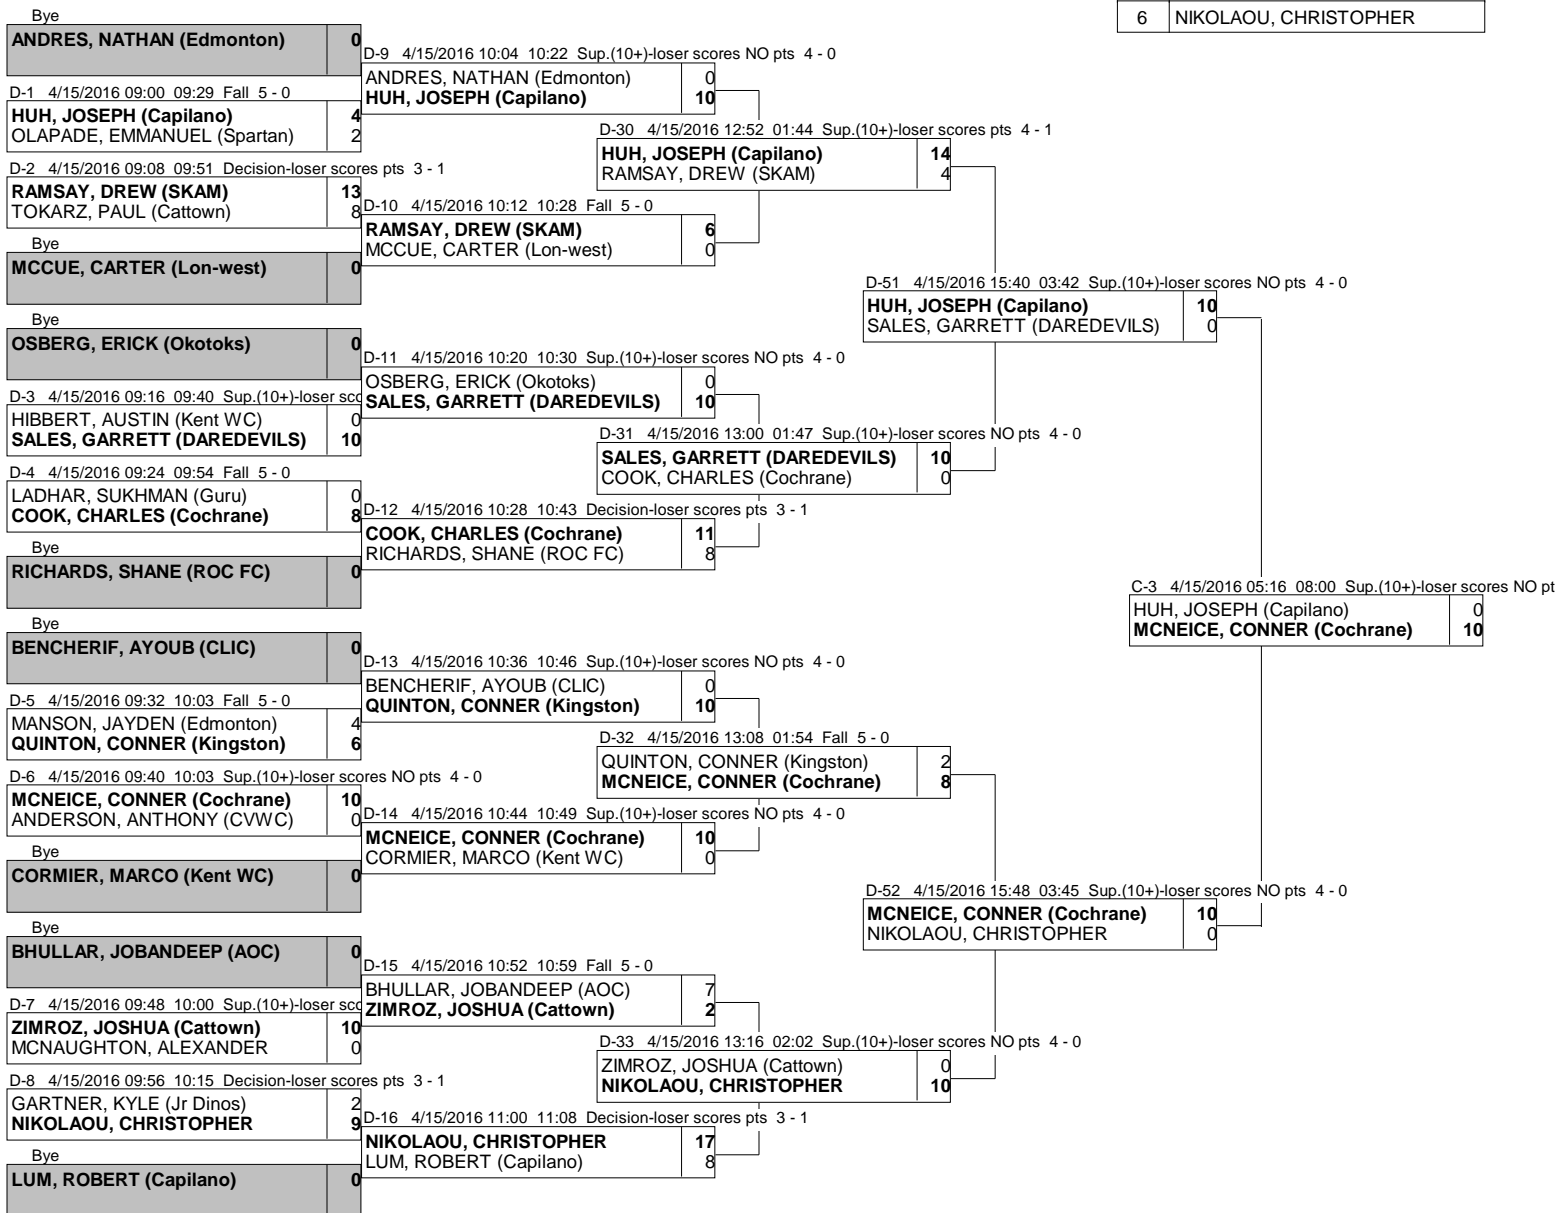 6 NIKOLAOU, CHRISTOPHER
Bye
ANDRES, NATHAN (Edmonton) 0
D-1 4/15/2016 09:00 09:29 Fall 5 - 0
HUH, JOSEPH (Capilano) 4
OLAPADE, EMMANUEL (Spartan) 2
D-2 4/15/2016 09:08 09:51 Decision-loser scores pts 3 - 1
RAMSAY, DREW (SKAM) 13
TOKARZ, PAUL (Cattown) 8
Bye
MCCUE, CARTER (Lon-west) 0
Bye
OSBERG, ERICK (Okotoks) 0
D-3 4/15/2016 09:16 09:40 Sup.(10+)-loser sco
HIBBERT, AUSTIN (Kent WC) 0
SALES, GARRETT (DAREDEVILS) 10
D-4 4/15/2016 09:24 09:54 Fall 5 - 0
LADHAR, SUKHMAN (Guru) 0
COOK, CHARLES (Cochrane) 8
Bye
RICHARDS, SHANE (ROC FC) 0
Bye
BENCHERIF, AYOUB (CLIC) 0
D-5 4/15/2016 09:32 10:03 Fall 5 - 0
MANSON, JAYDEN (Edmonton) 4
QUINTON, CONNER (Kingston) 6
D-6 4/15/2016 09:40 10:03 Sup.(10+)-loser scores NO pts 4 - 0
MCNEICE, CONNER (Cochrane) 10
ANDERSON, ANTHONY (CVWC) 0
Bye
CORMIER, MARCO (Kent WC) 0
Bye
BHULLAR, JOBANDEEP (AOC) 0
D-7 4/15/2016 09:48 10:00 Sup.(10+)-loser sco
ZIMROZ, JOSHUA (Cattown) 10
MCNAUGHTON, ALEXANDER 0
D-8 4/15/2016 09:56 10:15 Decision-loser scores pts 3 - 1
GARTNER, KYLE (Jr Dinos) 2
NIKOLAOU, CHRISTOPHER 9
Bye
LUM, ROBERT (Capilano) 0
D-9 4/15/2016 10:04 10:22 Sup.(10+)-loser scores NO pts 4 - 0
ANDRES, NATHAN (Edmonton) 0
HUH, JOSEPH (Capilano) 10
D-10 4/15/2016 10:12 10:28 Fall 5 - 0
RAMSAY, DREW (SKAM) 6
MCCUE, CARTER (Lon-west) 0
D-11 4/15/2016 10:20 10:30 Sup.(10+)-loser scores NO pts 4 - 0
OSBERG, ERICK (Okotoks) 0
SALES, GARRETT (DAREDEVILS) 10
D-12 4/15/2016 10:28 10:43 Decision-loser scores pts 3 - 1
COOK, CHARLES (Cochrane) 11
RICHARDS, SHANE (ROC FC) 8
D-13 4/15/2016 10:36 10:46 Sup.(10+)-loser scores NO pts 4 - 0
BENCHERIF, AYOUB (CLIC) 0
QUINTON, CONNER (Kingston) 10
D-14 4/15/2016 10:44 10:49 Sup.(10+)-loser scores NO pts 4 - 0
MCNEICE, CONNER (Cochrane) 10
CORMIER, MARCO (Kent WC) 0
D-15 4/15/2016 10:52 10:59 Fall 5 - 0
BHULLAR, JOBANDEEP (AOC) 7
ZIMROZ, JOSHUA (Cattown) 2
D-16 4/15/2016 11:00 11:08 Decision-loser scores pts 3 - 1
NIKOLAOU, CHRISTOPHER 17
LUM, ROBERT (Capilano) 8
D-30 4/15/2016 12:52 01:44 Sup.(10+)-loser scores pts 4 - 1
HUH, JOSEPH (Capilano) 14
RAMSAY, DREW (SKAM) 4
D-31 4/15/2016 13:00 01:47 Sup.(10+)-loser scores NO pts 4 - 0
SALES, GARRETT (DAREDEVILS) 10
COOK, CHARLES (Cochrane) 0
D-32 4/15/2016 13:08 01:54 Fall 5 - 0
QUINTON, CONNER (Kingston) 2
MCNEICE, CONNER (Cochrane) 8
D-33 4/15/2016 13:16 02:02 Sup.(10+)-loser scores NO pts 4 - 0
ZIMROZ, JOSHUA (Cattown) 0
NIKOLAOU, CHRISTOPHER 10
D-51 4/15/2016 15:40 03:42 Sup.(10+)-loser scores NO pts 4 - 0
HUH, JOSEPH (Capilano) 10
SALES, GARRETT (DAREDEVILS) 0
D-52 4/15/2016 15:48 03:45 Sup.(10+)-loser scores NO pts 4 - 0
MCNEICE, CONNER (Cochrane) 10
NIKOLAOU, CHRISTOPHER 0
C-3 4/15/2016 05:16 08:00 Sup.(10+)-loser scores NO pt
HUH, JOSEPH (Capilano) 0
MCNEICE, CONNER (Cochrane) 10